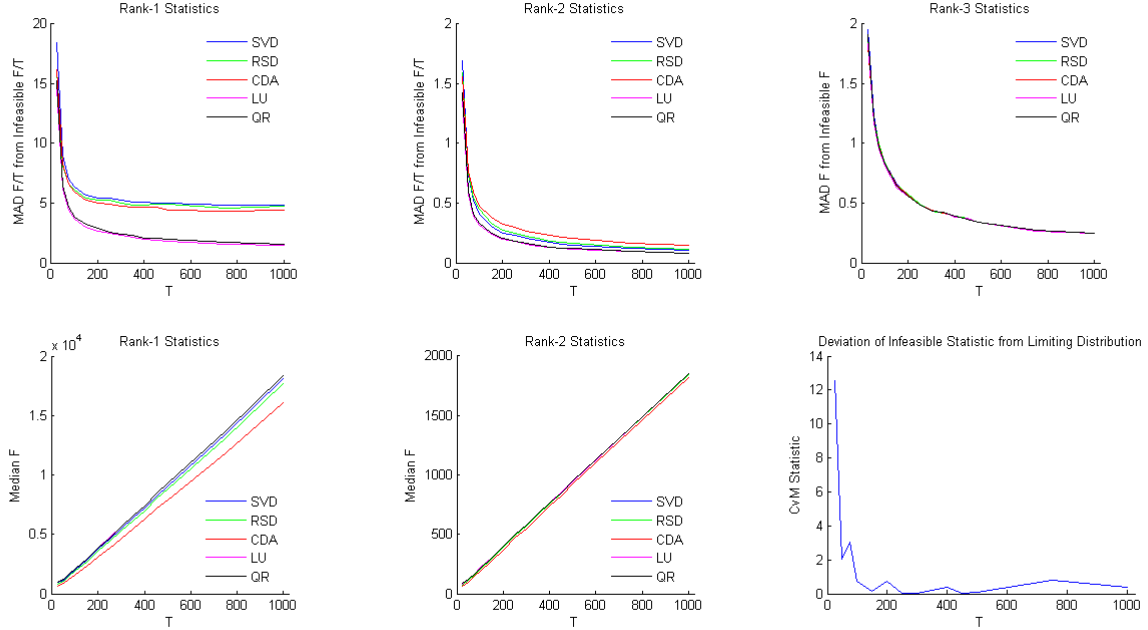 Rank-1 Statistics
20
15
10
5
0
0 200 400 600 800 1000
T
MAD F/T from Infeasible F/T
SVD
RSD
CDA
LU
QR
Rank-2 Statistics
2
1.5
1
0.5
0
0 200 400 600 800 1000
T
MAD F/T from Infeasible F/T
SVD
RSD
CDA
LU
QR
Rank-3 Statistics
2
1.5
1
0.5
0
0 200 400 600 800 1000
T
MAD F from Infeasible F
SVD
RSD
CDA
LU
QR
Rank-1 Statistics
x 10^4
2
1.5
1
0.5
0
0 200 400 600 800 1000
T
Median F
SVD
RSD
CDA
LU
QR
Rank-2 Statistics
2000
1500
1000
500
0
0 200 400 600 800 1000
T
Median F
SVD
RSD
CDA
LU
QR
Deviation of Infeasible Statistic from Limiting Distribution
14
12
10
8
6
4
2
0
0 200 400 600 800 1000
T
CvM Statistic